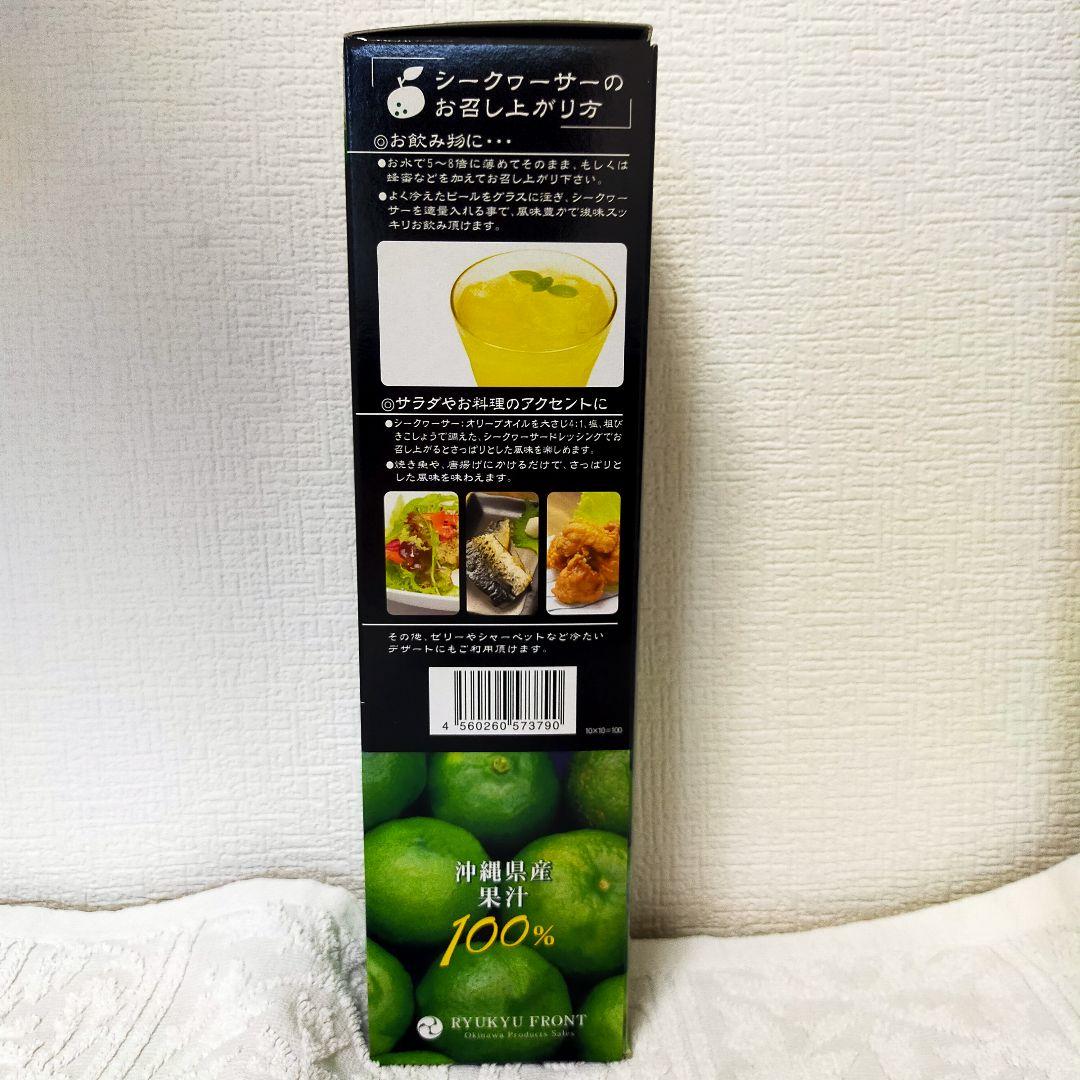 シークヮーサーの
お召し上がり方
◎お飲み物に・・・
●お水で5〜8倍に薄めてそのまま、もしくは
蜂蜜などを加えてお召し上がり下さい。
●よく冷えたビールをグラスに注ぎ、シークヮー
サーを適量入れる事で、風味豊かで後味スッ
キリお飲み頂けます。
◎サラダやお料理のアクセントに
●シークヮーサー:オリーブオイルを大さじ4:1、塩、粗び
きこしょうで調えた、シークヮーサードレッシングでお
召し上がるとさっぱりとした風味を楽しめます。
●焼き魚や、唐揚げにかけるだけで、さっぱりと
した風味を味わえます。
その他、ゼリーやシャーベットなど冷たい
デザートにもご利用頂けます。
4 560260 573790
10×10=100
沖縄県産
果汁
100%
RYUKYU FRONT
Okinawa Products Sales